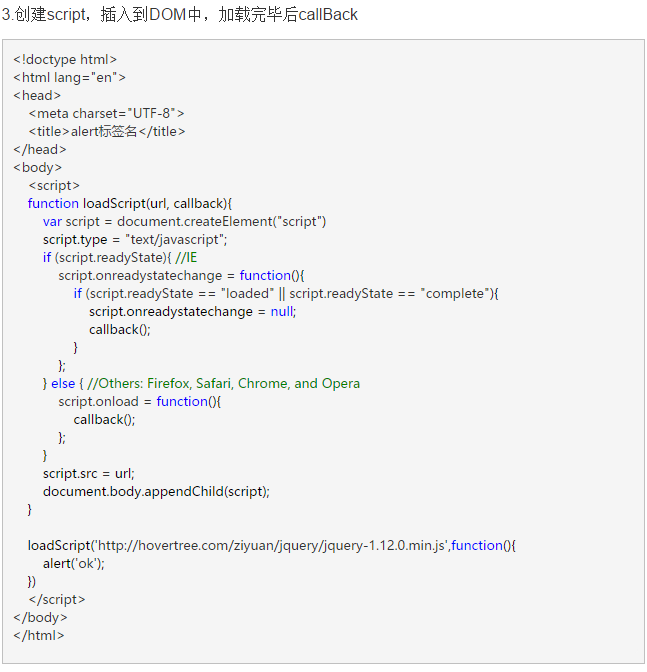 3.创建script，插入到DOM中，加载完毕后callBack
<!doctype html>
<html lang="en">
<head>
    <meta charset="UTF-8">
    <title>alert标签名</title>
</head>
<body>
    <script>
    function loadScript(url, callback){
        var script = document.createElement("script")
        script.type = "text/javascript";
        if (script.readyState){ //IE
            script.onreadystatechange = function(){
                if (script.readyState == "loaded" || script.readyState == "complete"){
                    script.onreadystatechange = null;
                    callback();
                }
            };
        } else { //Others: Firefox, Safari, Chrome, and Opera
            script.onload = function(){
                callback();
            };
        }
        script.src = url;
        document.body.appendChild(script);
    }

    loadScript('http://hovertree.com/ziyuan/jquery/jquery-1.12.0.min.js',function(){
        alert('ok');
    })
    </script>
</body>
</html>